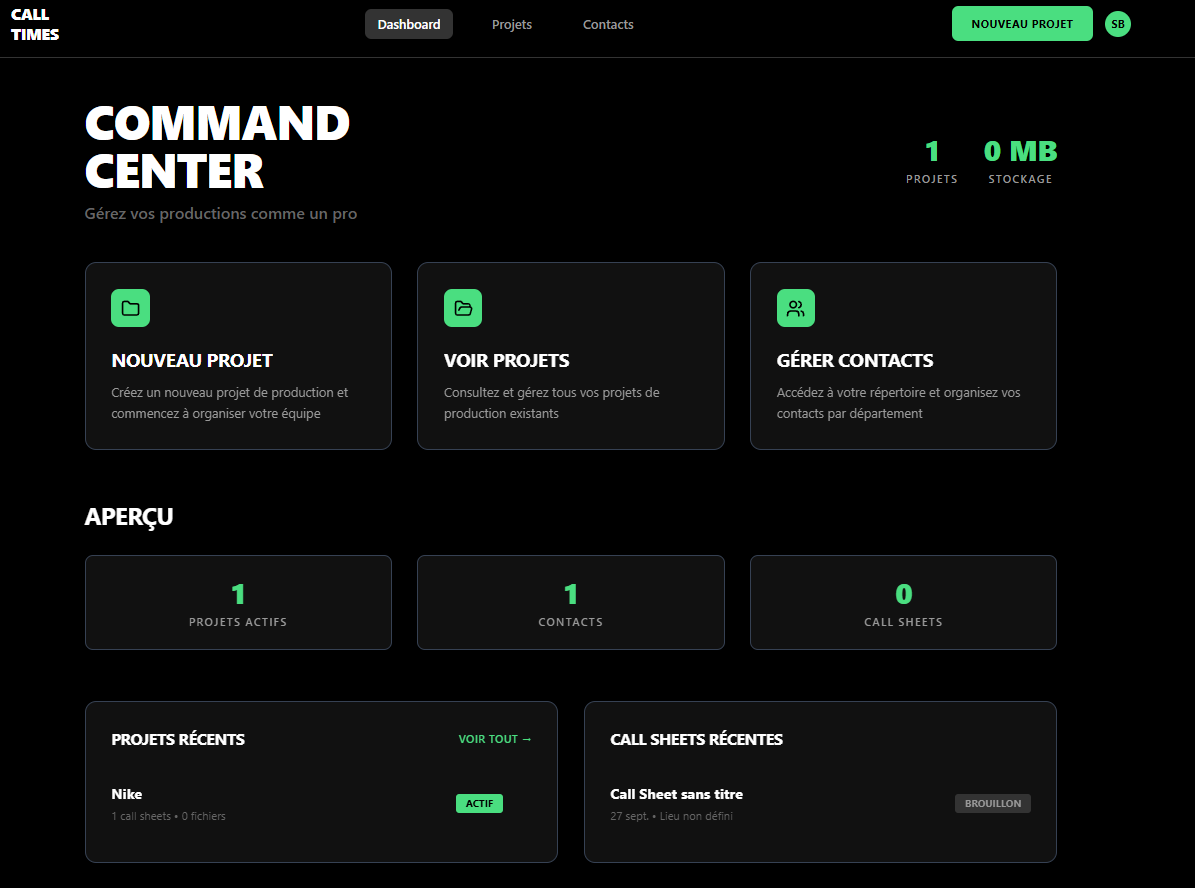 CALL
TIMES
Dashboard
Projets
Contacts
NOUVEAU PROJET
SB
COMMAND
CENTER
Gérez vos productions comme un pro
1
PROJETS
0 MB
STOCKAGE
NOUVEAU PROJET
Créez un nouveau projet de production et
commencez à organiser votre équipe
VOIR PROJETS
Consultez et gérez tous vos projets de
production existants
GÉRER CONTACTS
Accédez à votre répertoire et organisez vos
contacts par département
APERÇU
1
PROJETS ACTIFS
1
CONTACTS
0
CALL SHEETS
PROJETS RÉCENTS
VOIR TOUT →
Nike
1 call sheets • 0 fichiers
ACTIF
CALL SHEETS RÉCENTES
Call Sheet sans titre
27 sept. • Lieu non défini
BROUILLON